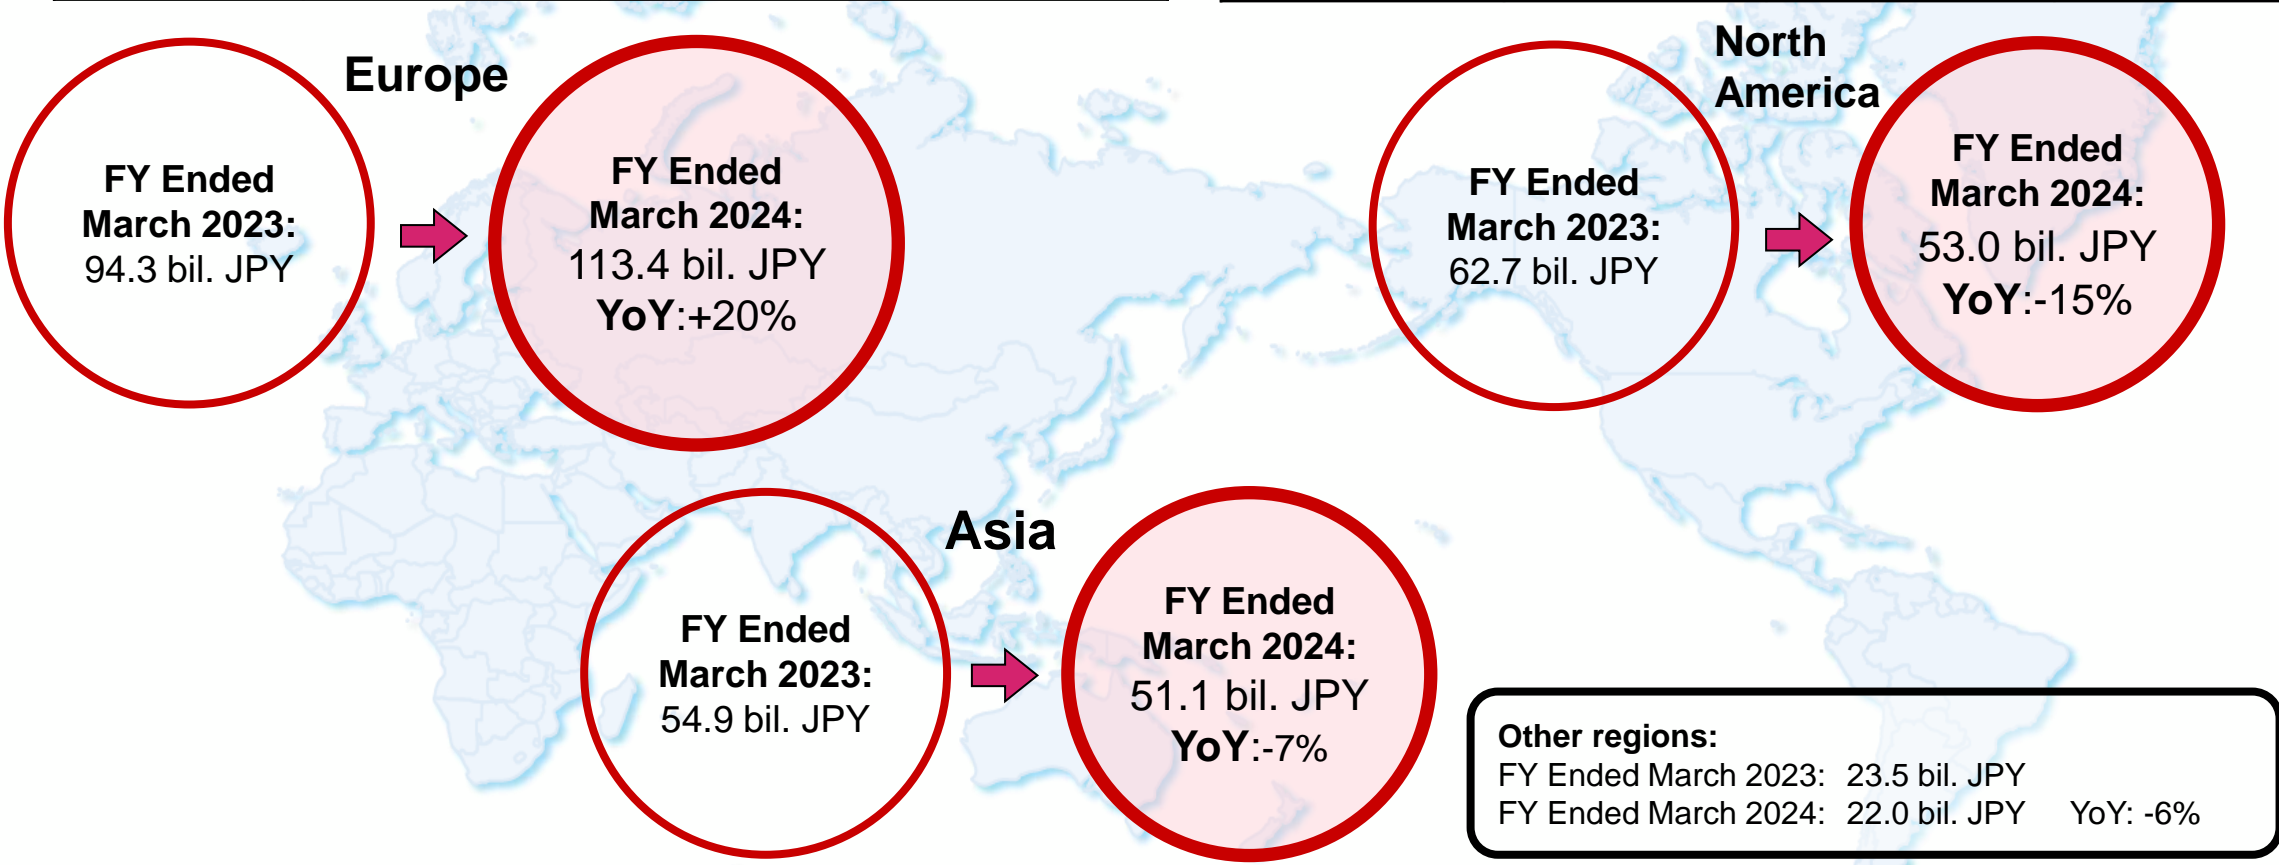 Europe
FY Ended
March 2023:
94.3 bil. JPY
FY Ended
March 2024:
113.4 bil. JPY
YoY:+20%
North
America
FY Ended
March 2023:
62.7 bil. JPY
FY Ended
March 2024:
53.0 bil. JPY
YoY:-15%
Asia
FY Ended
March 2023:
54.9 bil. JPY
FY Ended
March 2024:
51.1 bil. JPY
YoY:-7%
Other regions:
FY Ended March 2023: 23.5 bil. JPY
FY Ended March 2024: 22.0 bil. JPY YoY: -6%